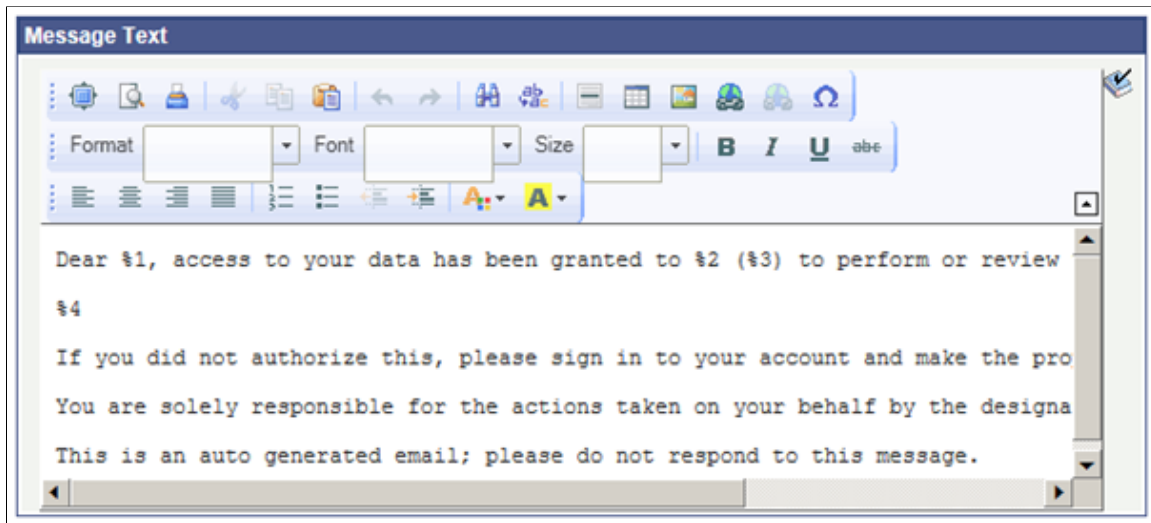 Message Text
Format Font Size B I U abc
Dear %1, access to your data has been granted to %2 (%3) to perform or review
%4
If you did not authorize this, please sign in to your account and make the
You are solely responsible for the actions taken on your behalf by the
This is an auto generated email; please do not respond to this message.